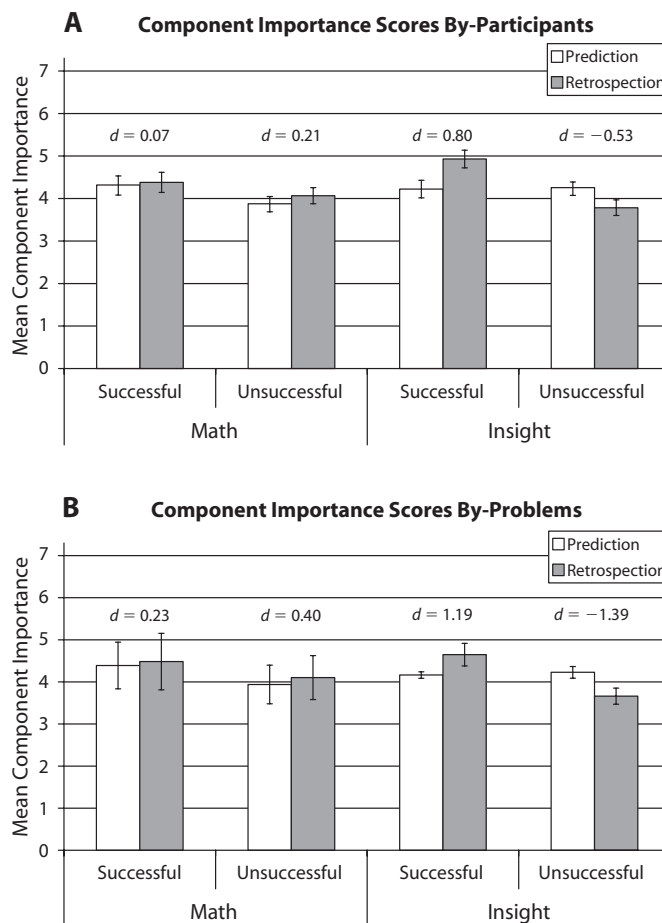 A Component Importance Scores By-Participants
Prediction
Retrospection
Mean Component Importance
7
6
5
4
3
2
1
0
d = 0.07 d = 0.21 d = 0.80 d = −0.53
Successful Unsuccessful Successful Unsuccessful
Math Insight
B Component Importance Scores By-Problems
Prediction
Retrospection
Mean Component Importance
7
6
5
4
3
2
1
0
d = 0.23 d = 0.40 d = 1.19 d = −1.39
Successful Unsuccessful Successful Unsuccessful
Math Insight